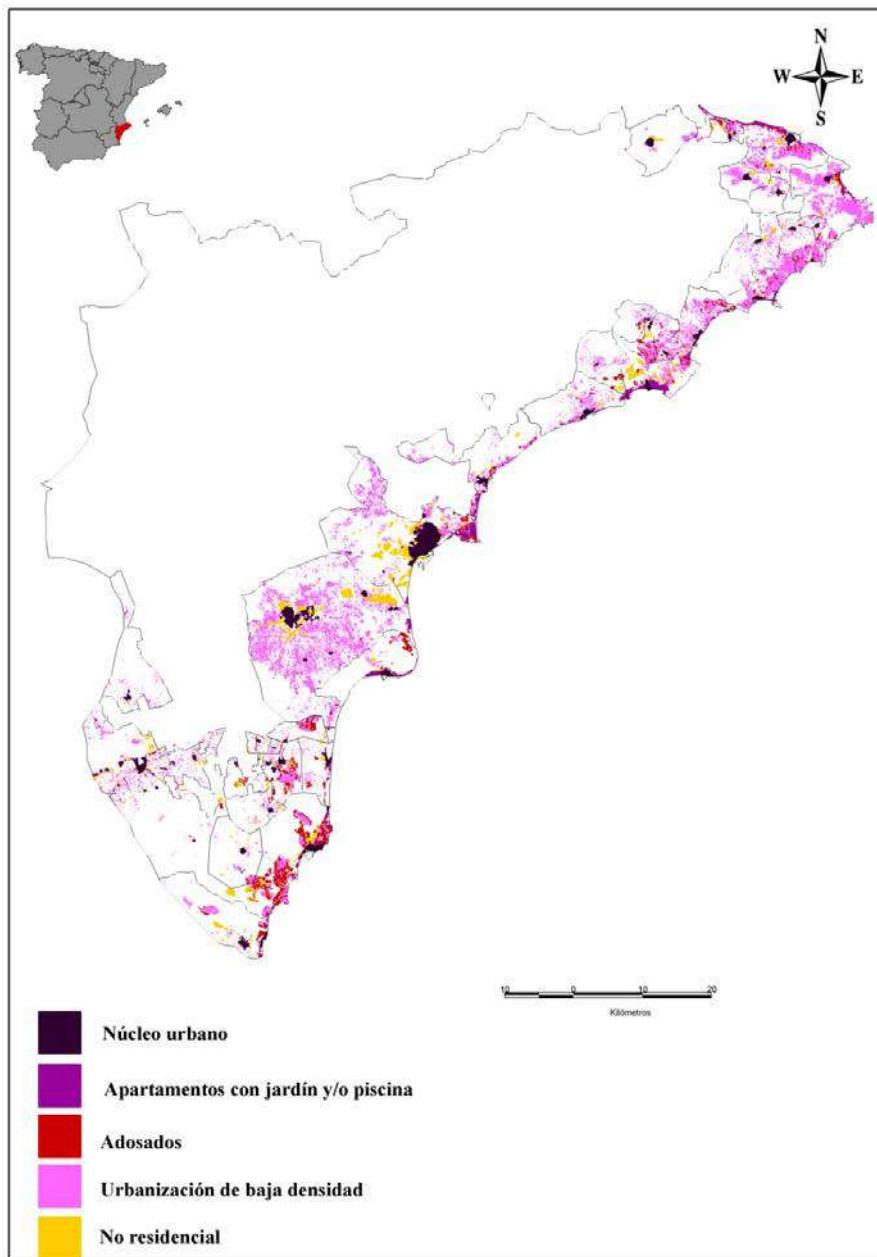 N
W E
S
10 0 10 20
Kilómetros
Núcleo urbano
Apartamentos con jardín y/o piscina
Adosados
Urbanización de baja densidad
No residencial